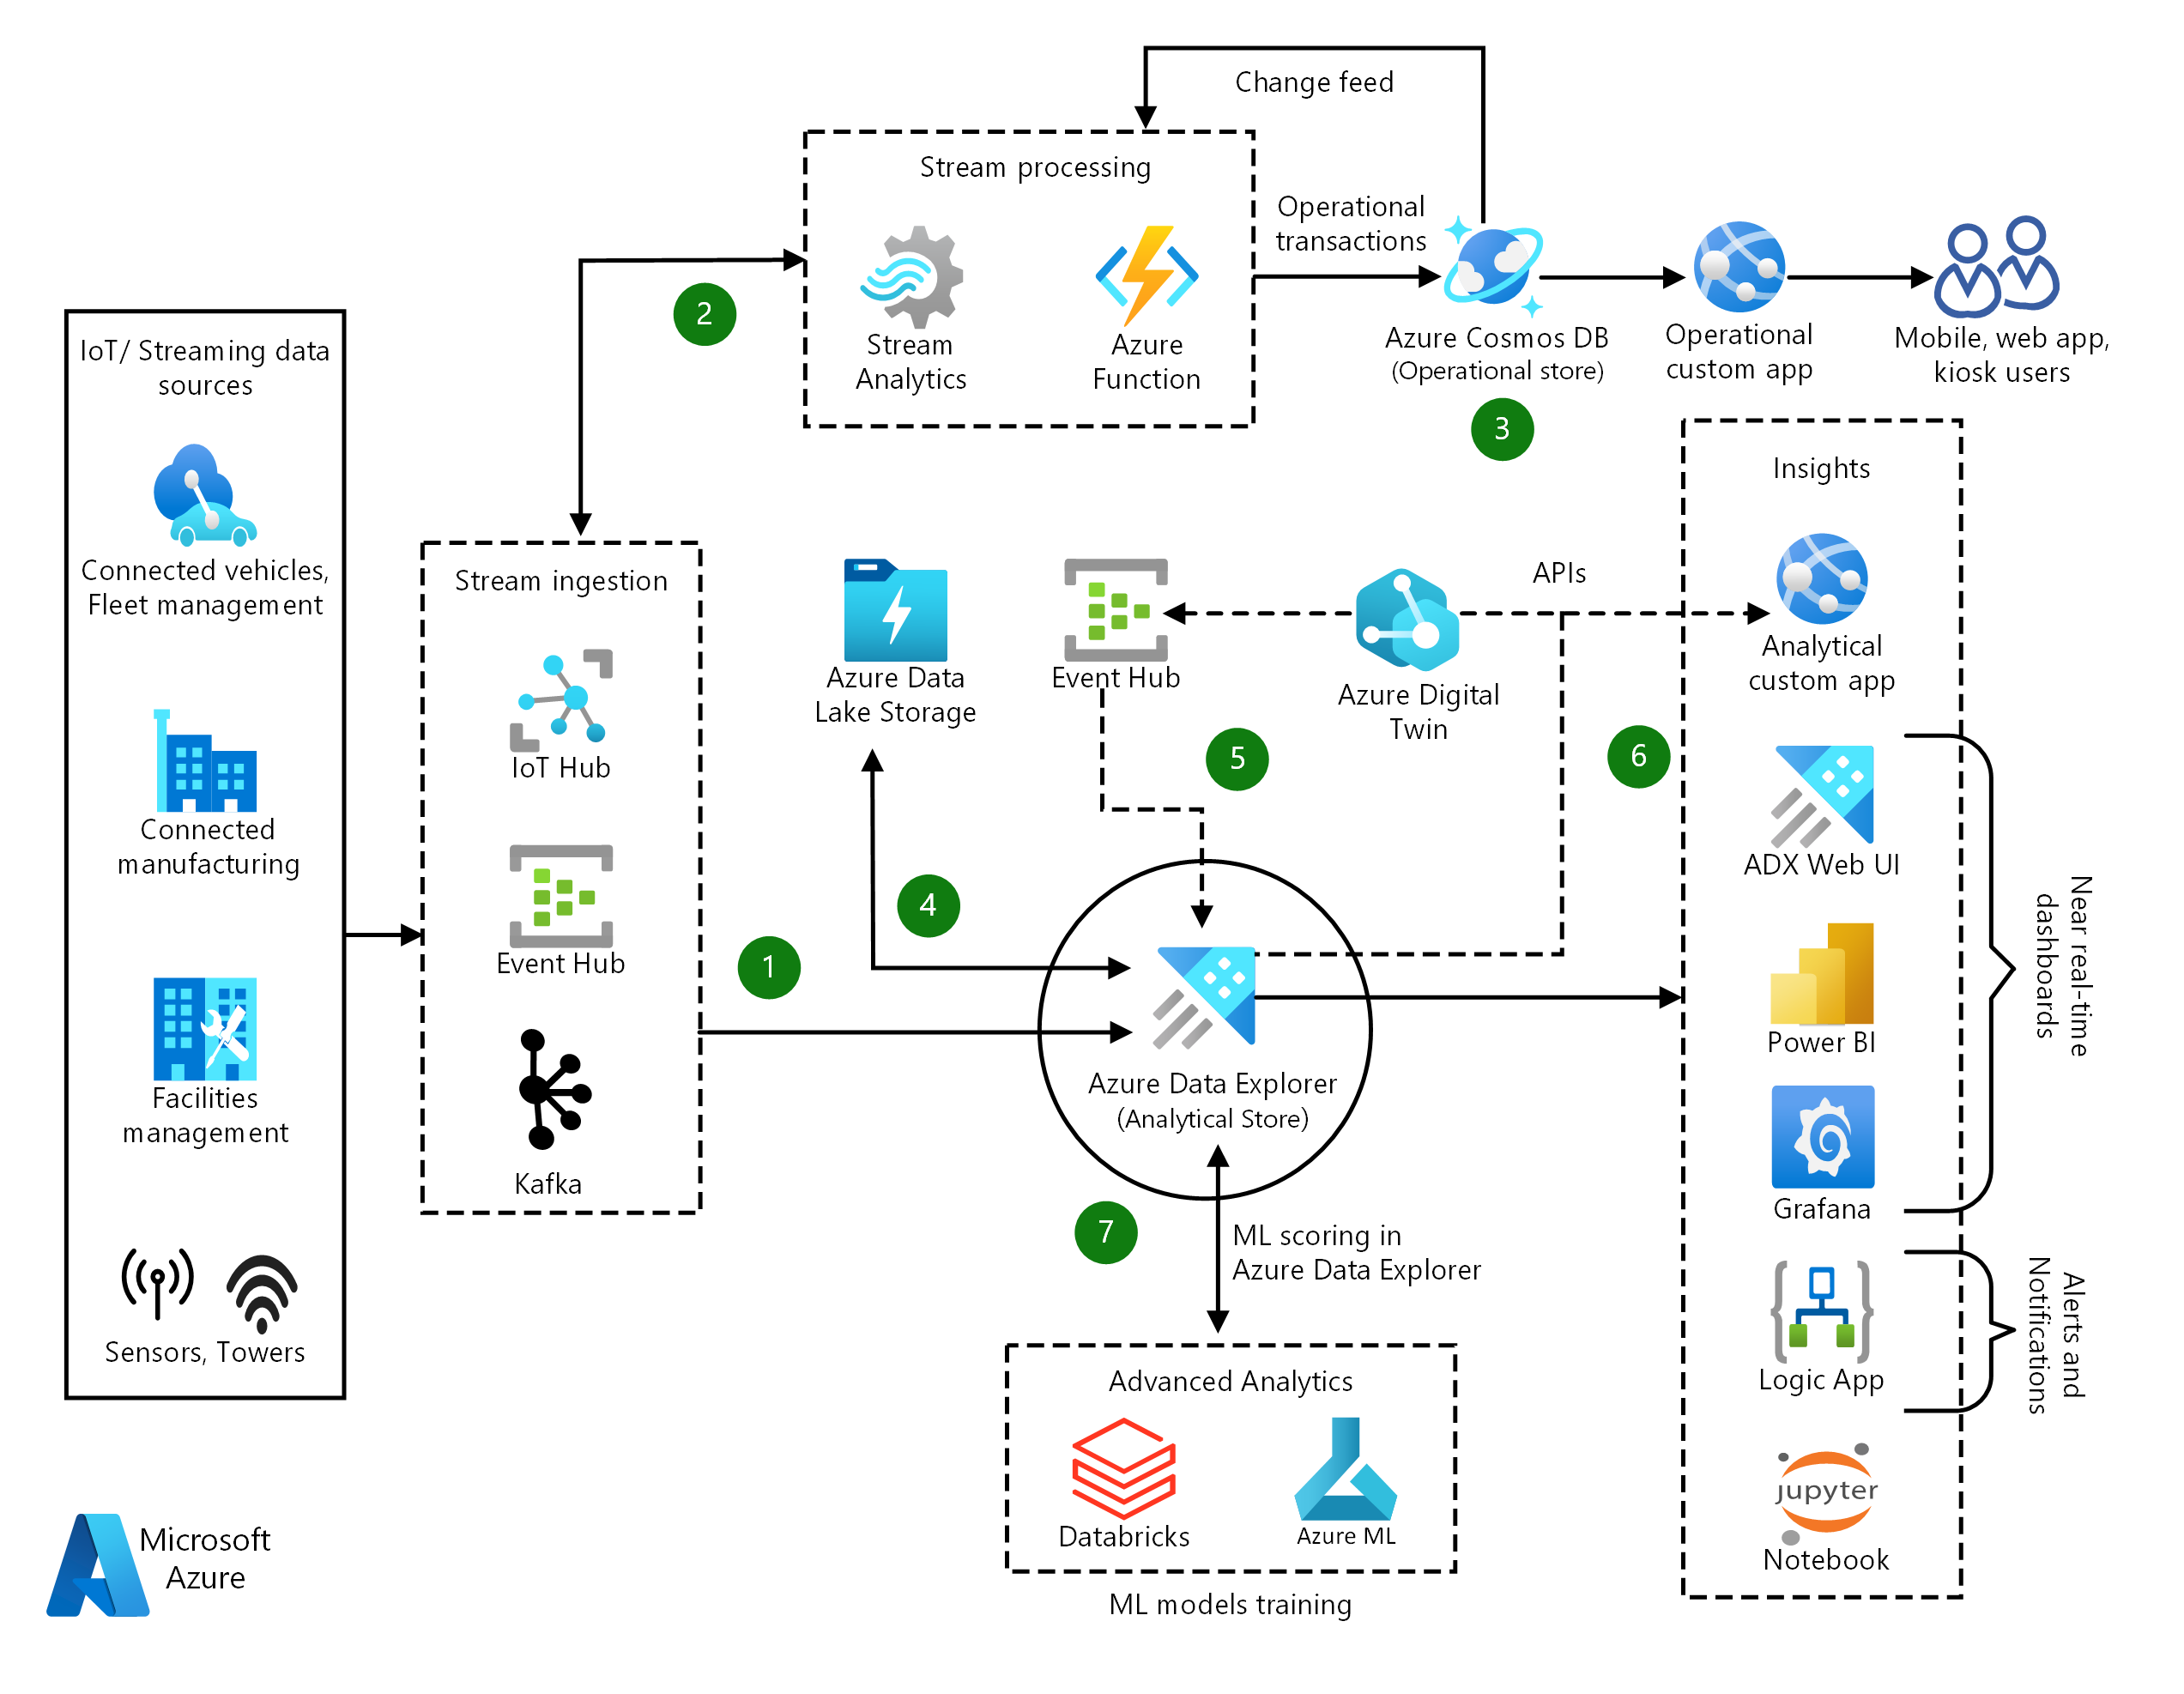 Change feed
Stream processing
Operational
transactions
2
Stream
Analytics
Azure
Function
Azure Cosmos DB
(Operational store)
Operational
custom app
Mobile, web app,
kiosk users
3
IoT/ Streaming data
sources
Connected vehicles,
Fleet management
Connected
manufacturing
Facilities
management
Sensors, Towers
Stream ingestion
IoT Hub
Event Hub
Kafka
1
Azure Data
Lake Storage
4
Event Hub
5
Azure Digital
Twin
APIs
6
Azure Data Explorer
(Analytical Store)
7
ML scoring in
Azure Data Explorer
Advanced Analytics
Databricks
Azure ML
ML models training
Insights
Analytical
custom app
ADX Web UI
Power BI
Grafana
Near real-time
dashboards
Logic App
Alerts and
Notifications
jupyter
Notebook
Microsoft
Azure